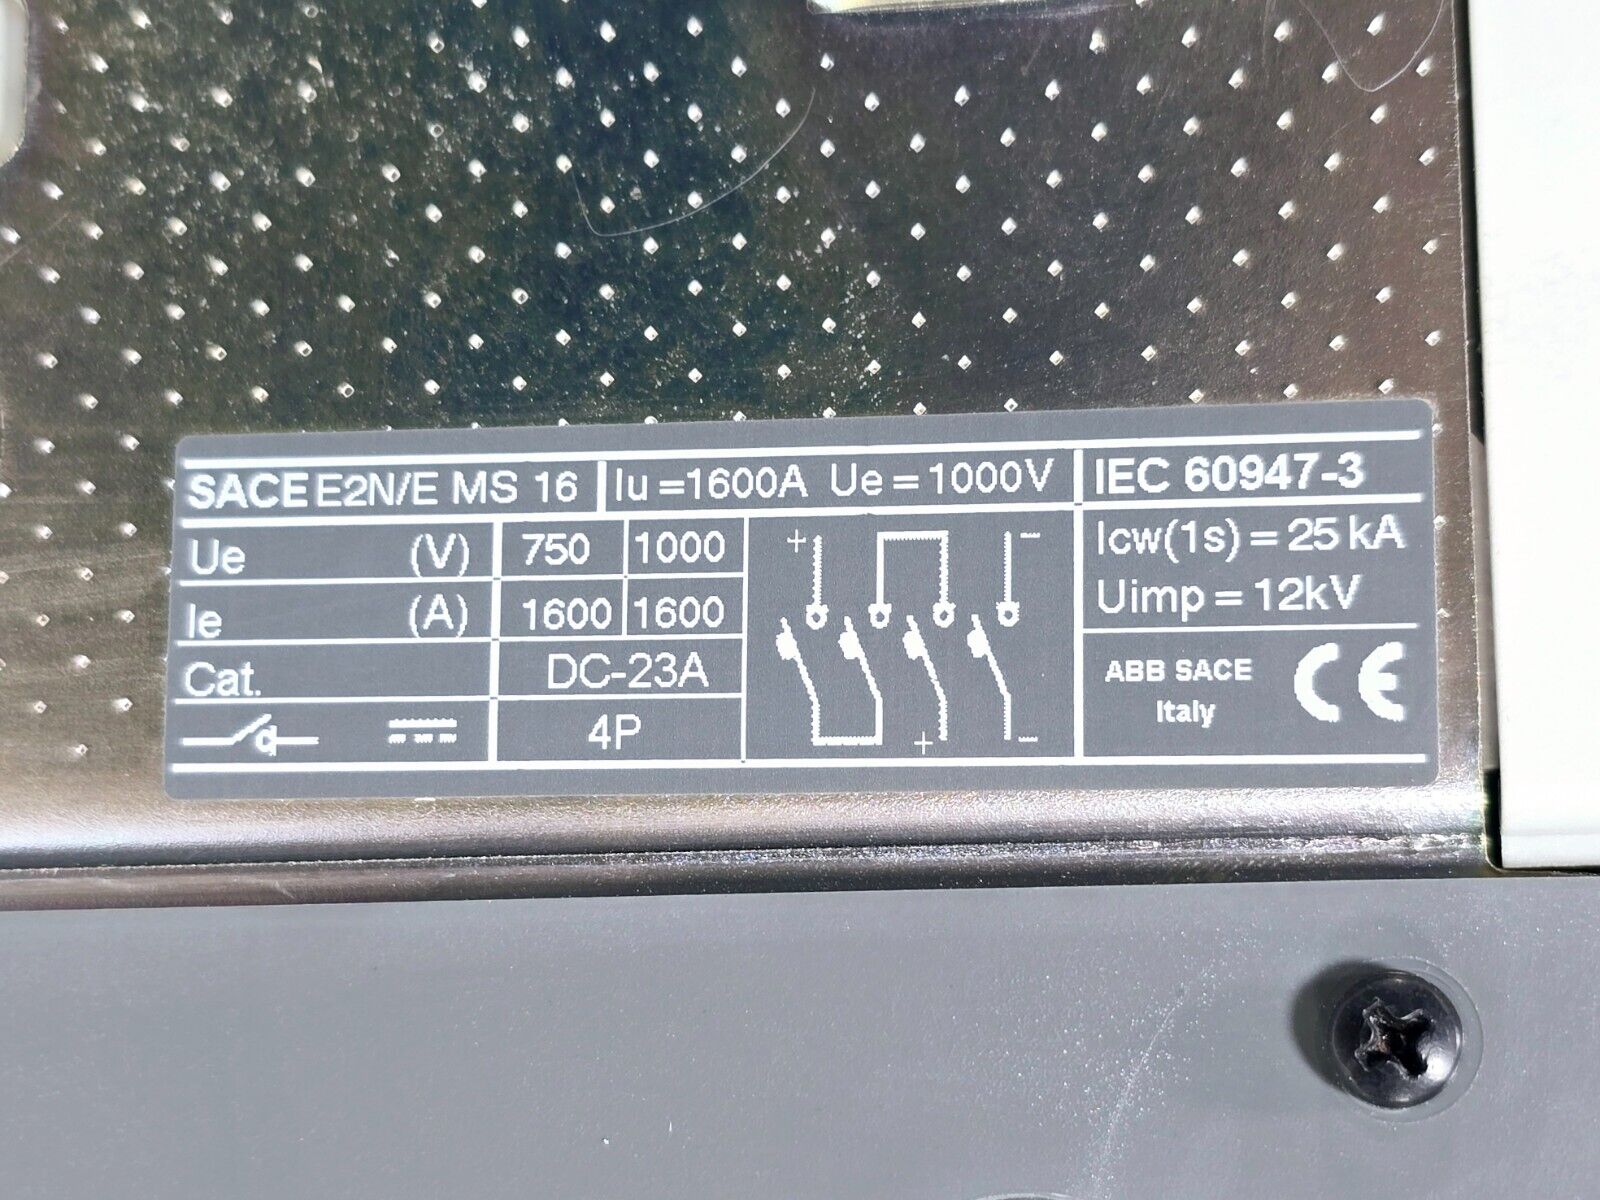 SACE E2N/E MS 16 Iu =1600A Ue = 1000V IEC 60947-3
Ue (V) 750 1000
Ie (A) 1600 1600
Cat. DC-23A
4P
+ -
+ -
Icw(1s) = 25 kA
Uimp = 12kV
ABB SACE
Italy
CE